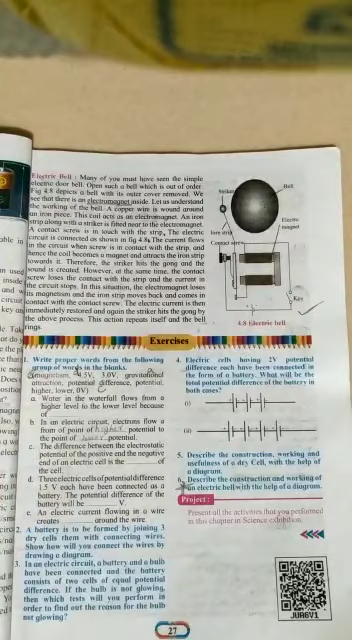 Electric Bell : Many of you must have seen the simple
electric door bell. Open such a bell which is out of order
Fig 4.8 depicts a bell with its outer cover removed. We
see that there is an electromagnet inside. Let us understand
the working of the bell. A copper wire is wound around
an iron piece. This coil acts as an electromagnet. An iron
strip along with a striker is fitted near to the electromagnet.
A contact screw is in touch with the strip. The electric
circuit is connected as shown in fig 4.8. The current flows
in the circuit when screw is in contact with the strip, and
hence the coil becomes a magnet and attracts the iron strip
towards it. Therefore, the striker hits the gong and the
sound is created. However, at the same time, the contact
screw loses the contact with the strip and the current in
the circuit stops. In this situation, the electromagnet loses
its magnetism and the iron strip moves back and comes in
contact with the contact screw. The electric current is then
immediately restored and again the striker hits the gong by
the above process. This action repeats itself and the bell
rings.
Striker
Bell
Electro
magnet
Iron strip
Contact screw
Key
4.8 Electric bell
Exercises
1. Write proper words from the following
group of words in the blanks.
(magnetism, 4.5V, 3.0V, gravitational
attraction, potential difference, potential,
higher, lower, 0V)
a. Water in the waterfall flows from a
higher level to the lower level because
of
b. In an electric circuit, electrons flow a
from of point of higher potential to
the point of lower potential.
c. The difference between the electrostatic
potential of the positive end the negative
end of an electric cell is the of
the cell.
d. Three electric cells of potential difference
1.5 V each have been connected as a
battery. The potential difference of the
battery will be V.
e. An electric current flowing in a wire
creates around the wire.
2. A battery is to be formed by joining 3
dry cells them with connecting wires.
Show how you will connect the wires by
drawing a diagram.
3. In an electric circuit, a battery and a bulb
have been connected and the battery
consists of two cells of equal potential
difference. If the bulb is not glowing,
then which tests will you perform in
order to find out the reason for the bulb
not glowing?
4. Electric cells having 2V potential
difference each have been connected in
the form of a battery. What will be the
total potential difference of the battery in
both cases?
(i)
(ii)
5. Describe the construction, working and
usefulness of a dry Cell, with the help of
a diagram.
6. Describe the construction and working of
an electric bell with the help of a diagram.
Project :
Present all the activities that you performed
in this chapter in Science exhibition.
27